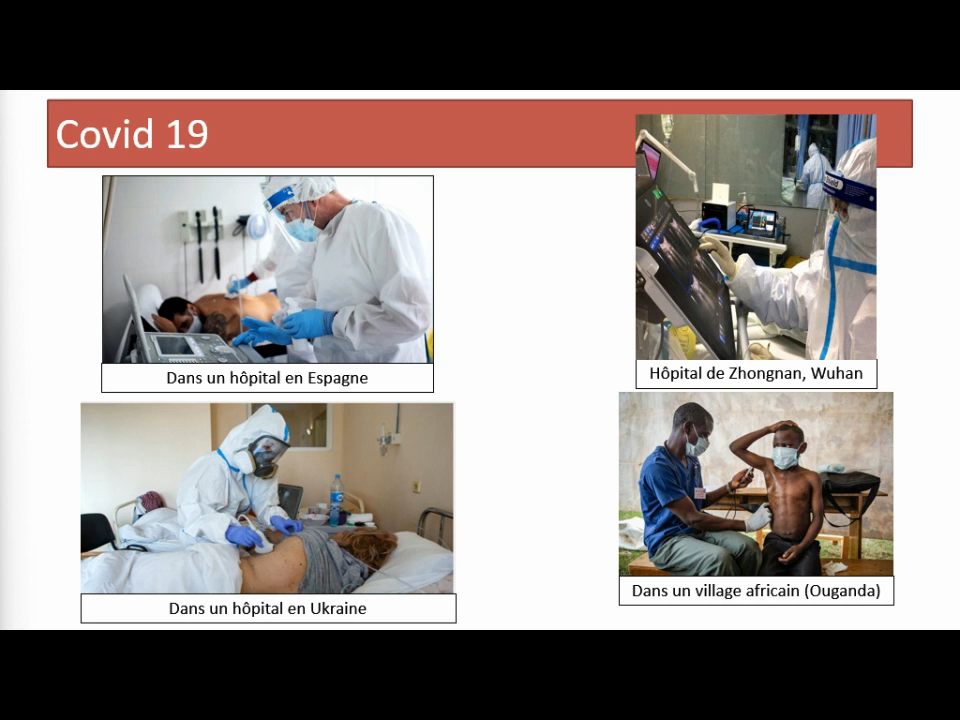 Covid 19
Dans un hôpital en Espagne
Hôpital de Zhongnan, Wuhan
Dans un hôpital en Ukraine
Dans un village africain (Ouganda)